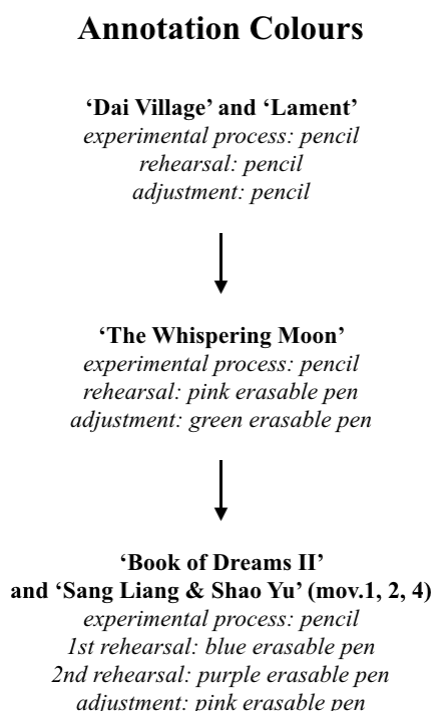 Annotation Colours
‘Dai Village’ and ‘Lament’
experimental process: pencil
rehearsal: pencil
adjustment: pencil
‘The Whispering Moon’
experimental process: pencil
rehearsal: pink erasable pen
adjustment: green erasable pen
‘Book of Dreams II’
and ‘Sang Liang & Shao Yu’ (mov.1, 2, 4)
experimental process: pencil
1st rehearsal: blue erasable pen
2nd rehearsal: purple erasable pen
adjustment: pink erasable pen